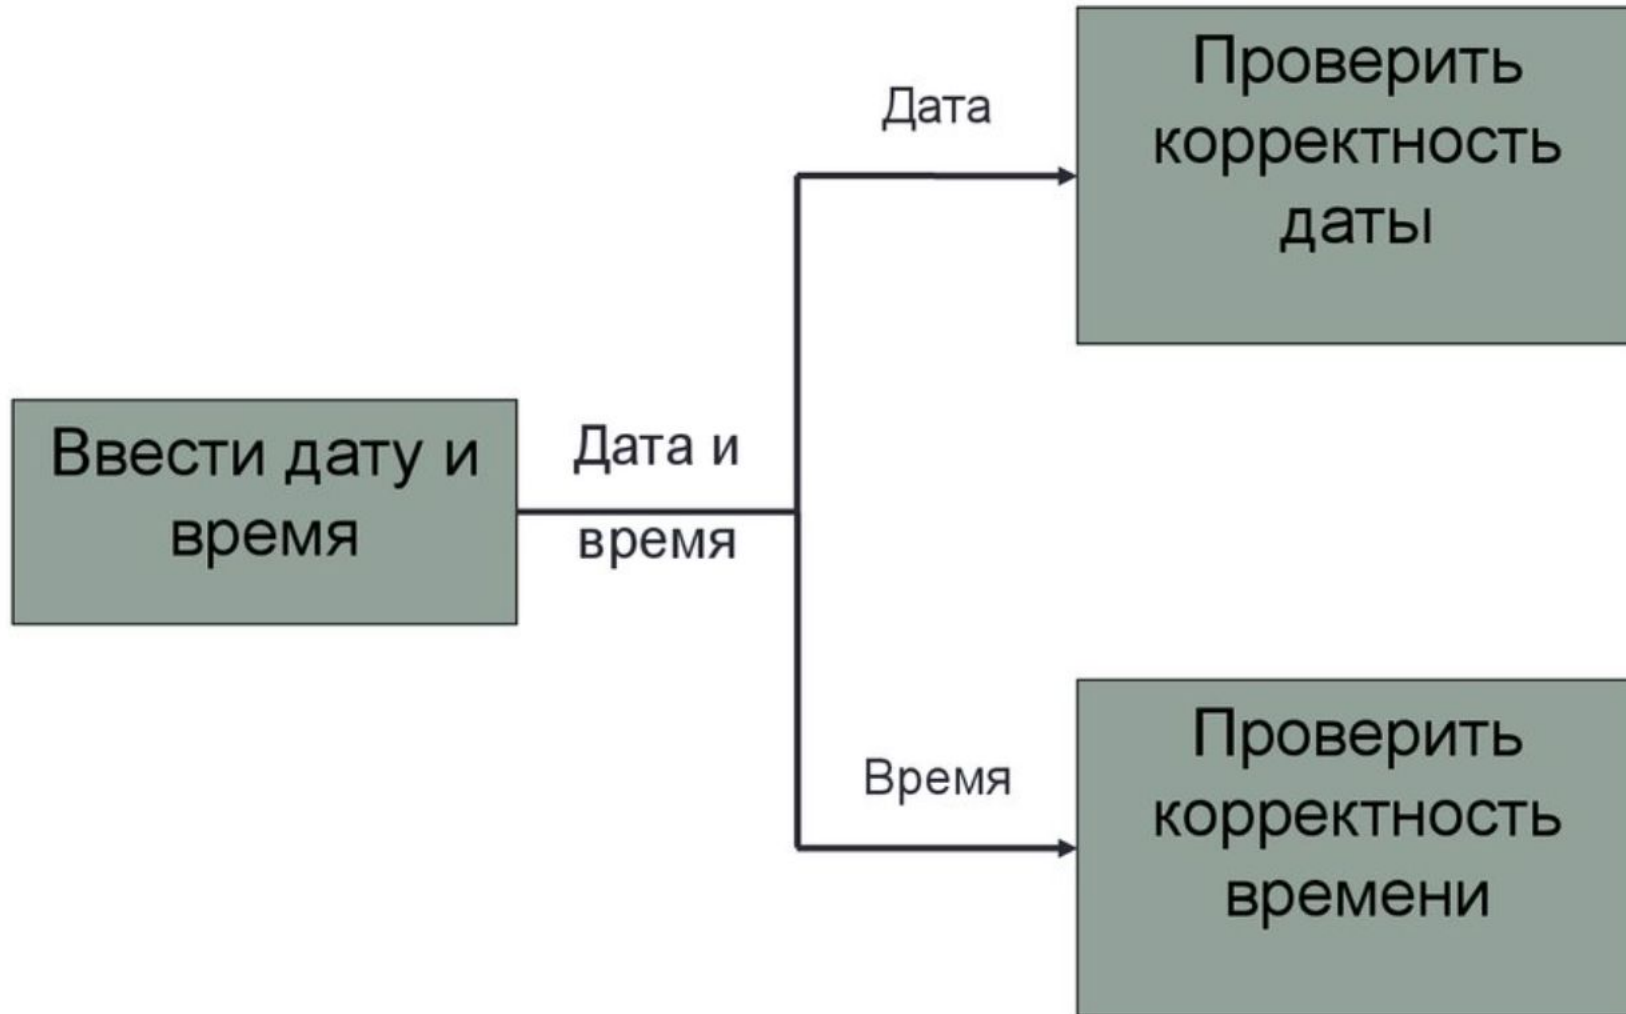 Ввести дату и
время
Дата и
время
Дата
Проверить
корректность
даты
Время
Проверить
корректность
времени